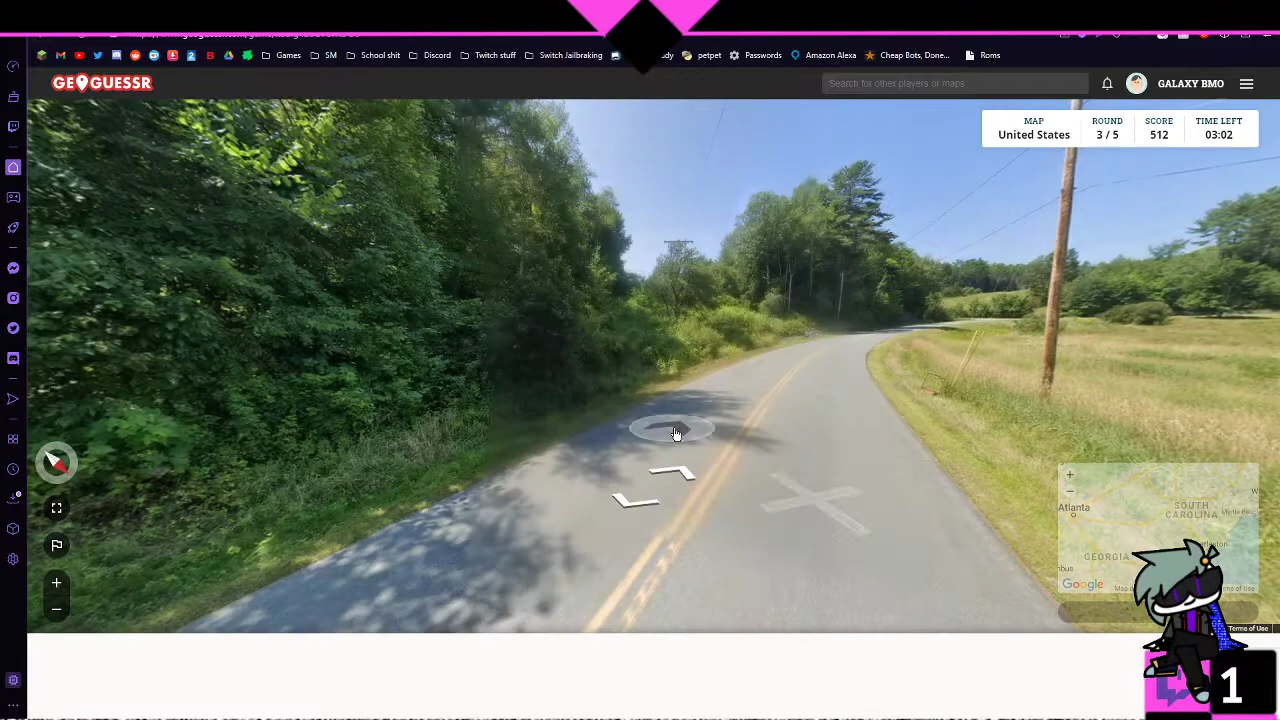 Games
SM
School shit
Discord
Twitch stuff
Switch Jailbraking
petpet
Passwords
Amazon Alexa
Cheap Bots, Done...
Roms
GEOGUESSR
Search for other players or maps
GALAXY BMO
MAP
United States
ROUND
3 / 5
SCORE
512
TIME LEFT
03:02
Atlanta
SOUTH
CAROLINA
GEORGIA
Google
Terms of Use
1